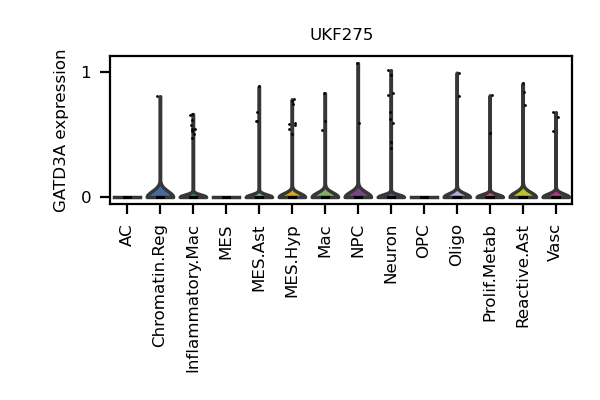 UKF275
GATD3A expression
1
0
AC
Chromatin.Reg
Inflammatory.Mac
MES
MES.Ast
MES.Hyp
Mac
NPC
Neuron
OPC
Oligo
Prolif.Metab
Reactive.Ast
Vasc